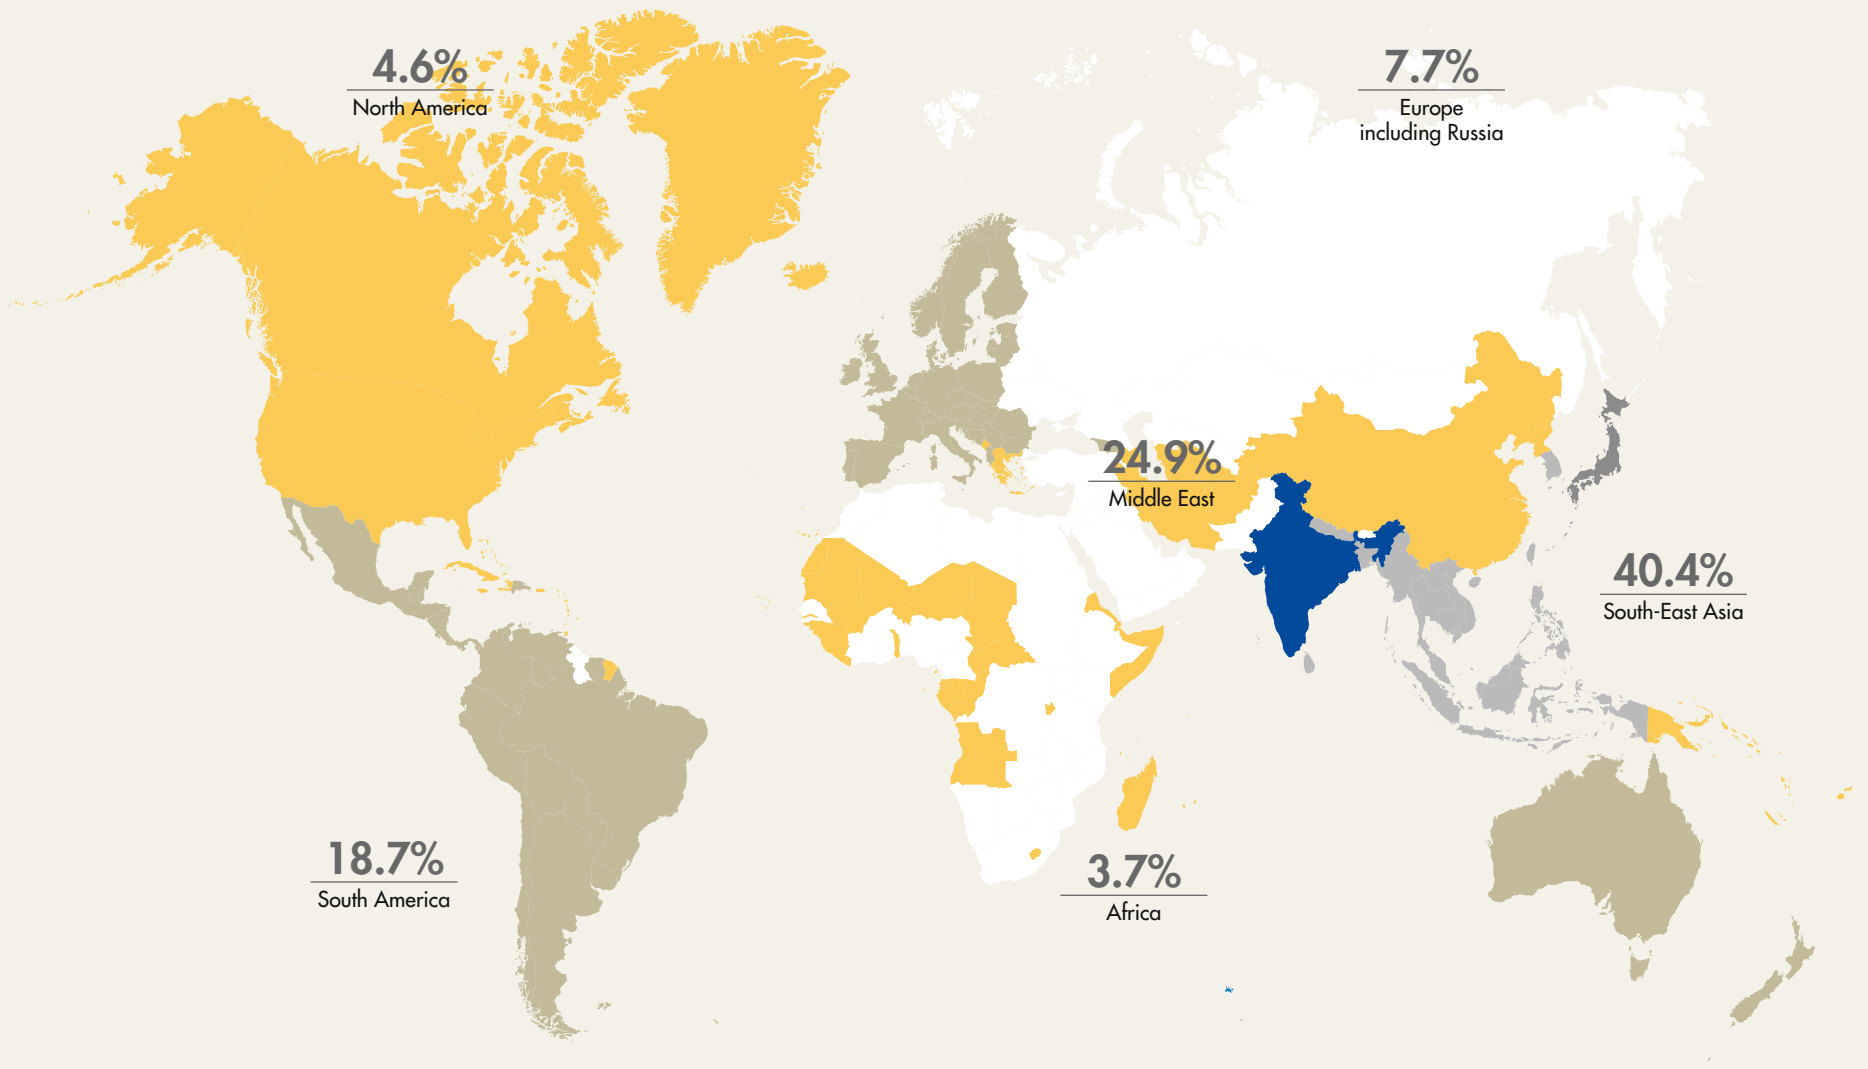 4.6%
North America
7.7%
Europe
including Russia
24.9%
Middle East
40.4%
South-East Asia
18.7%
South America
3.7%
Africa